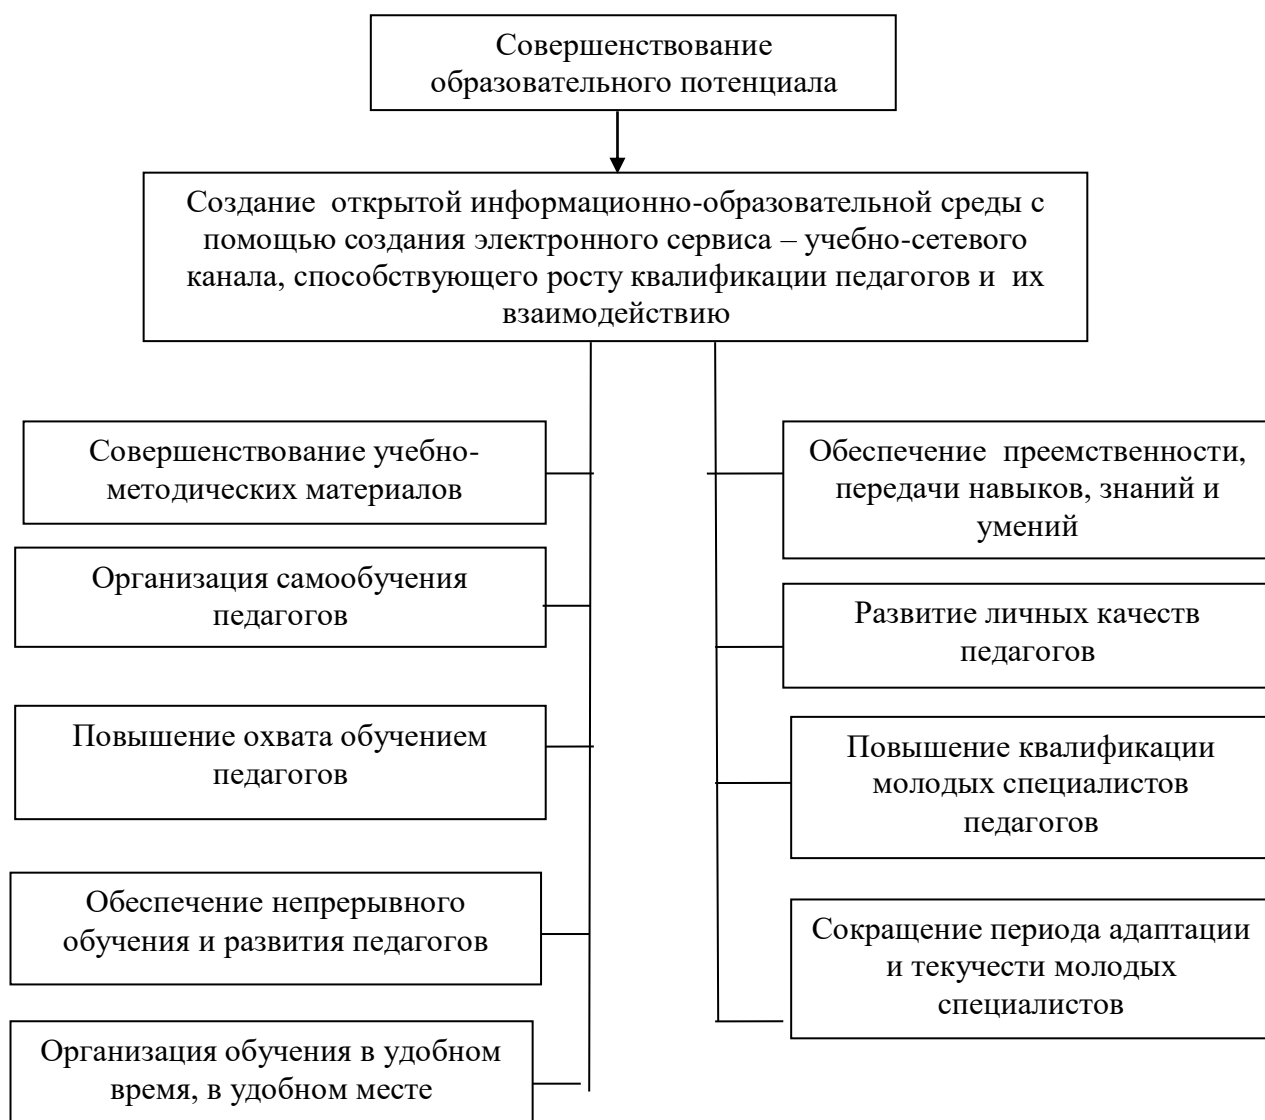 Совершенствование
образовательного потенциала
Создание  открытой информационно-образовательной среды с
помощью создания электронного сервиса – учебно-сетевого
канала, способствующего росту квалификации педагогов и  их
взаимодействию
Совершенствование учебно-
методических материалов
Организация самообучения
педагогов
Повышение охвата обучением
педагогов
Обеспечение непрерывного
обучения и развития педагогов
Организация обучения в удобном
время, в удобном месте
Обеспечение  преемственности,
передачи навыков, знаний и
умений
Развитие личных качеств
педагогов
Повышение квалификации
молодых специалистов
педагогов
Сокращение периода адаптации
и текучести молодых
специалистов